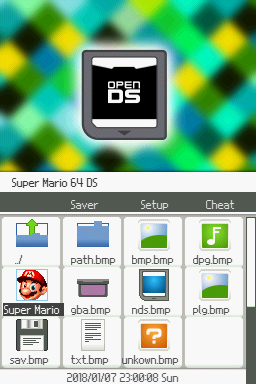 OPEN
DS
Super Mario 64 DS
Saver Setup Cheat
../ path.bmp bmp.bmp dpg.bmp
Super Mario gba.bmp nds.bmp plg.bmp
sav.bmp txt.bmp unkown.bmp
2018/01/07 23:00:08 Sun